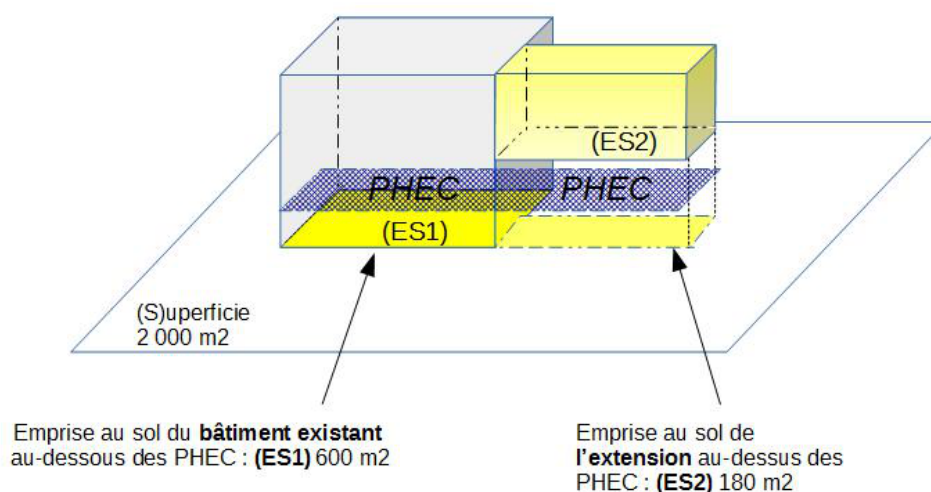 (ES2)
PHEC PHEC
(ES1)
(S)uperficie
2 000 m2
Emprise au sol du bâtiment existant
au-dessous des PHEC : (ES1) 600 m2
Emprise au sol de
l'extension au-dessus des
PHEC : (ES2) 180 m2